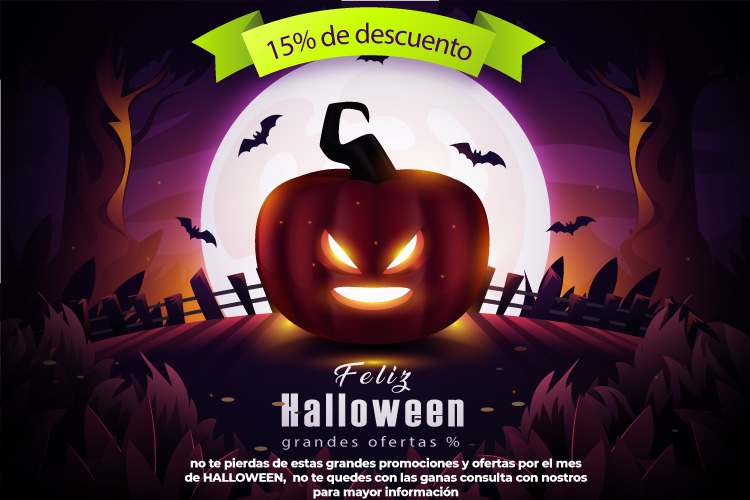 15% de descuento
Feliz
Halloween
grandes ofertas %
no te pierdas de estas grandes promociones y ofertas por el mes
de HALLOWEEN, no te quedes con las ganas consulta con nostros
para mayor información